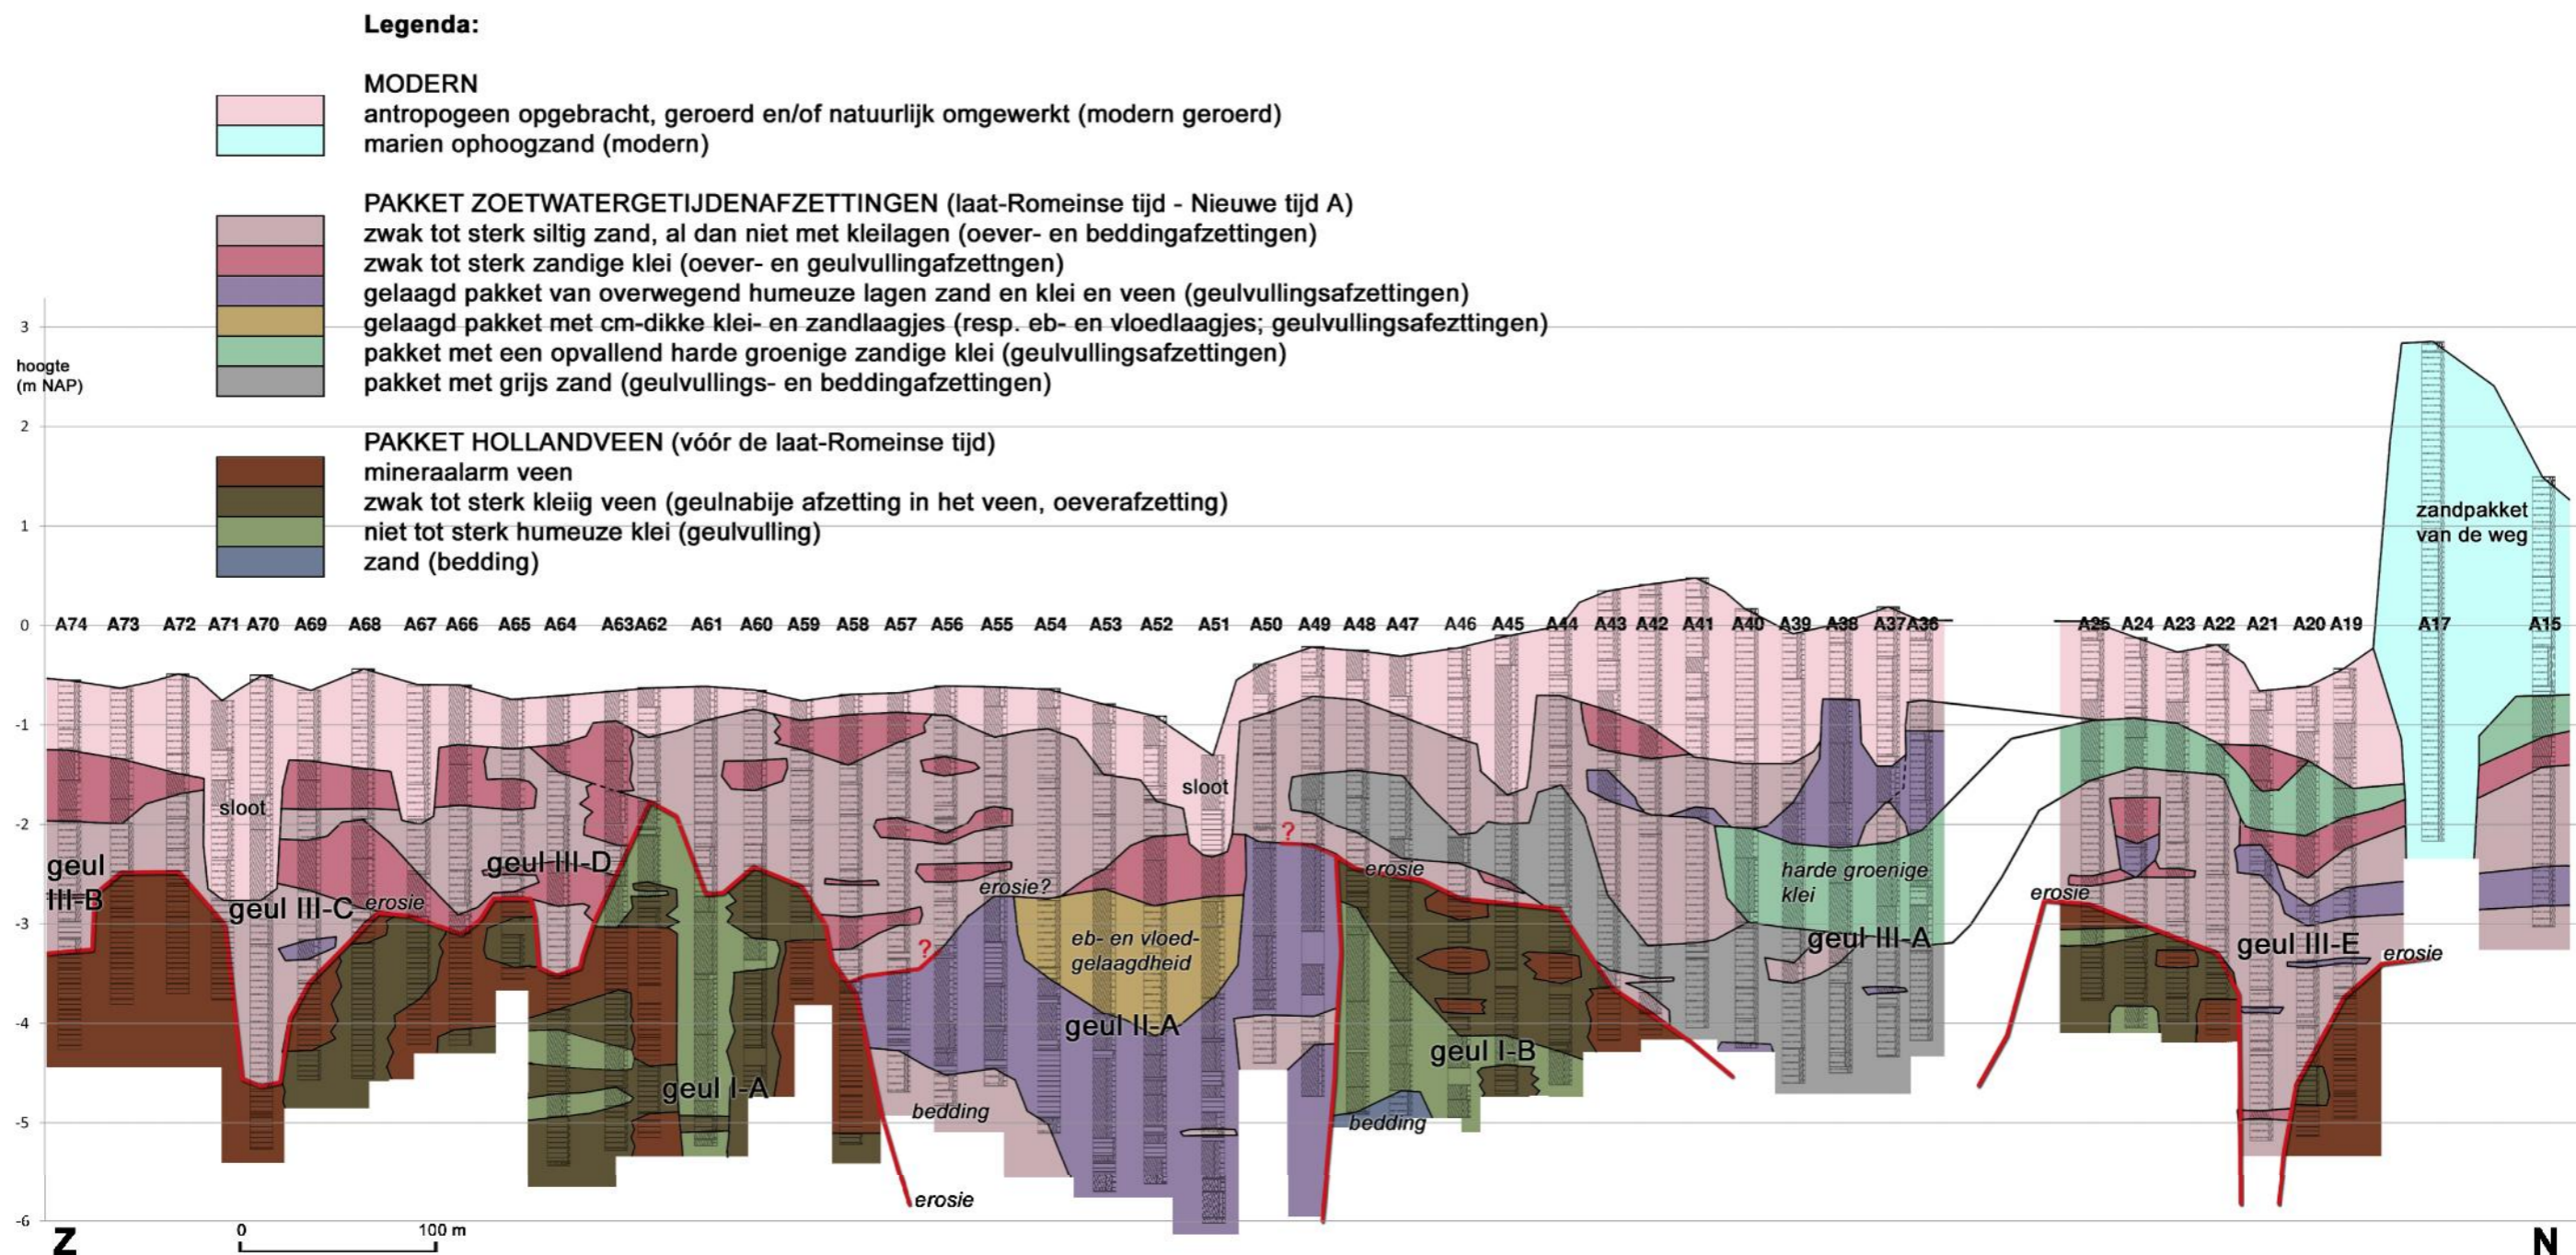 Legenda:
MODERN
antropogeen opgebracht, geroerd en/of natuurlijk omgewerkt (modern geroerd)
marien ophoogzand (modern)
PAKKET ZOETWATERGETIJDENAFZETTINGEN (laat-Romeinse tijd - Nieuwe tijd A)
zwak tot sterk siltig zand, al dan niet met kleilagen (oever- en beddingafzettingen)
zwak tot sterk zandige klei (oever- en geulvullingafzettngen)
gelaagd pakket van overwegend humeuze lagen zand en klei en veen (geulvullingsafzettingen)
gelaagd pakket met cm-dikke klei- en zandlaagjes (resp. eb- en vloedlaagjes; geulvullingsafezttingen)
pakket met een opvallend harde groenige zandige klei (geulvullingsafzettingen)
pakket met grijs zand (geulvullings- en beddingafzettingen)
PAKKET HOLLANDVEEN (vóór de laat-Romeinse tijd)
mineraalarm veen
zwak tot sterk kleiig veen (geulnabije afzetting in het veen, oeverafzetting)
niet tot sterk humeuze klei (geulvulling)
zand (bedding)
3
hoogte
(m NAP)
2
1
0
-1
-2
-3
-4
-5
-6
zandpakket
van de weg
A74 A73 A72 A71 A70 A69 A68 A67 A66 A65 A64 A63 A62 A61 A60 A59 A58 A57 A56 A55 A54 A53 A52 A51 A50 A49 A48 A47 A46 A45 A44 A43 A42 A41 A40 A39 A38 A37 A36 A25 A24 A23 A22 A21 A20 A19 A17 A15
sloot
sloot
geul
III-B
geul III-C
erosie
geul III-D
?
erosie?
?
erosie
harde groenige
klei
erosie
eb- en vloed-
gelaagdheid
geul III-A
geul III-E
erosie
geul II-A
geul I-B
geul I-A
bedding
bedding
erosie
0 100 m
Z
N